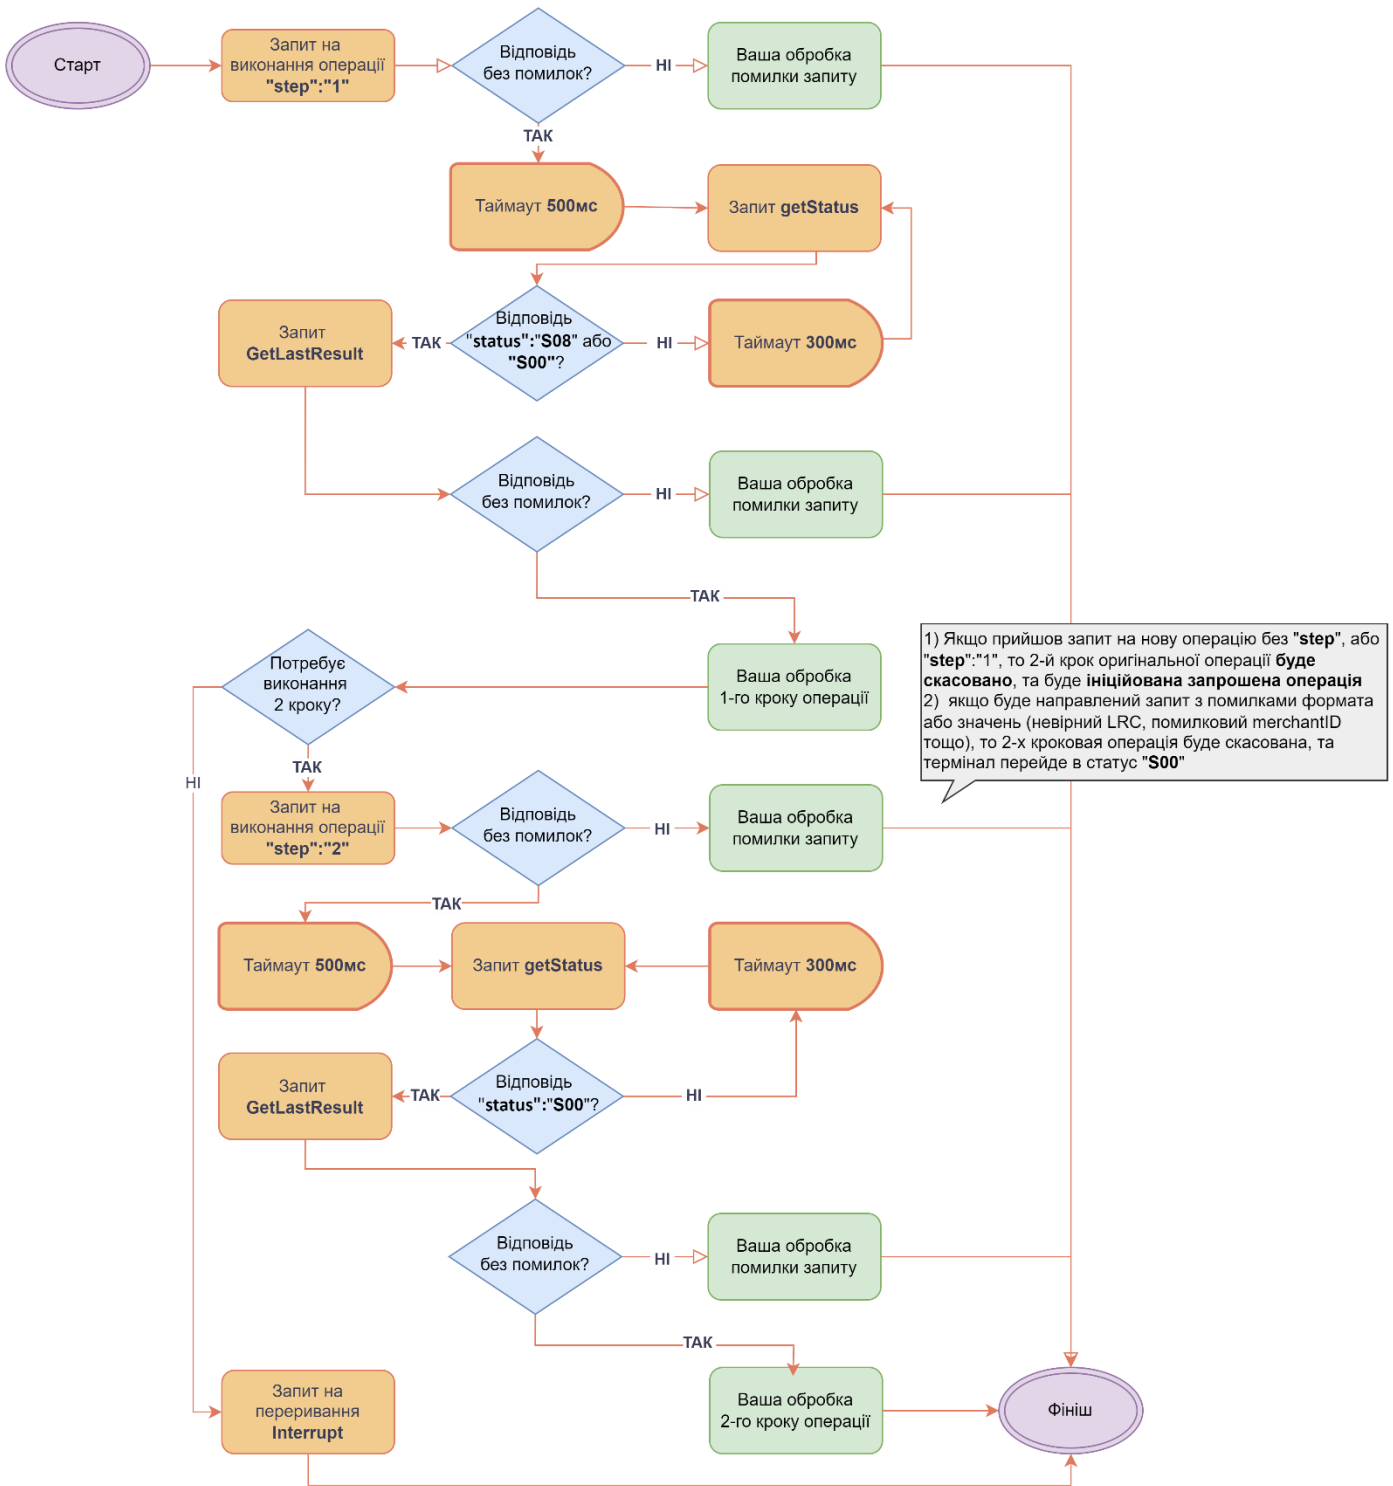 Старт
Запит на
виконання операції
"step":"1"
Відповідь
без помилок?
НІ
Ваша обробка
помилки запиту
ТАК
Таймаут 500мс
Запит getStatus
Запит
GetLastResult
ТАК
Відповідь
"status":"S08" або
"S00"?
НІ
Таймаут 300мс
Відповідь
без помилок?
НІ
Ваша обробка
помилки запиту
ТАК
1) Якщо прийшов запит на нову операцію без "step", або
"step":"1", то 2-й крок оригінальної операції буде
скасовано, та буде ініційована запрошена операція
2)  якщо буде направлений запит з помилками формата
або значень (невірний LRC, помилковий merchantID
тощо), то 2-х кроковая операція буде скасована, та
термінал перейде в статус "S00"
Потребує
виконання
2 кроку?
Ваша обробка
1-го кроку операції
ТАК
НІ
Запит на
виконання операції
"step":"2"
Відповідь
без помилок?
НІ
Ваша обробка
помилки запиту
ТАК
Таймаут 500мс
Запит getStatus
Таймаут 300мс
Запит
GetLastResult
ТАК
Відповідь
"status":"S00"?
НІ
Відповідь
без помилок?
НІ
Ваша обробка
помилки запиту
ТАК
Запит на
переривання
Interrupt
Ваша обробка
2-го кроку операції
Фініш